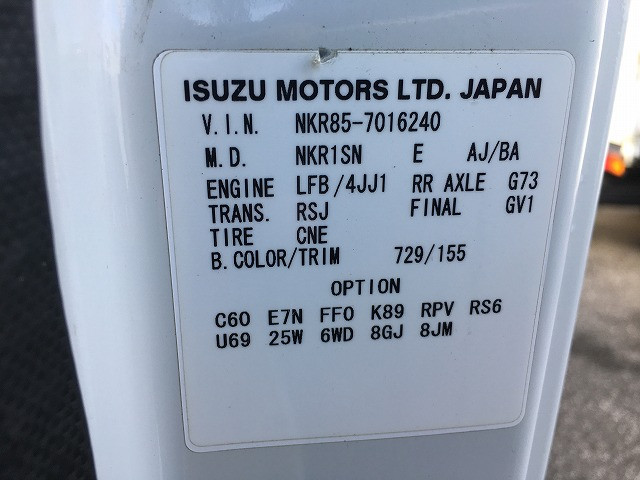 ISUZU MOTORS LTD. JAPAN
V.I.N. NKR85-7016240
M.D. NKR1SN E AJ/BA
ENGINE LFB/4JJ1 RR AXLE G73
TRANS. RSJ FINAL GV1
TIRE CNE
B.COLOR/TRIM 729/155
OPTION
C60 E7N FF0 K89 RPV RS6
U69 25W 6WD 8GJ 8JM